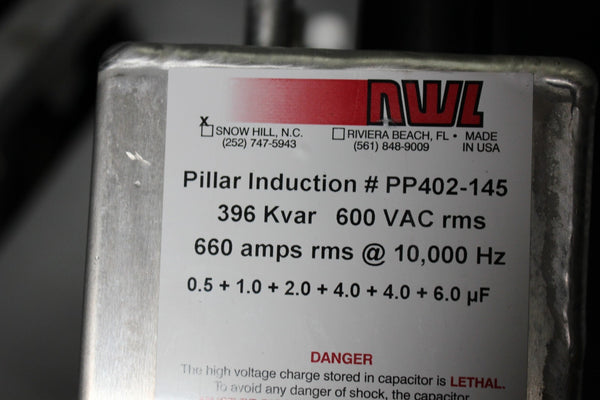 NWL
x
SNOW HILL, N.C. RIVIERA BEACH, FL • MADE
(252) 747-5943 (561) 848-9009 IN USA
Pillar Induction # PP402-145
396 Kvar 600 VAC rms
660 amps rms @ 10,000 Hz
0.5 + 1.0 + 2.0 + 4.0 + 4.0 + 6.0 µF
DANGER
The high voltage charge stored in capacitor is LETHAL.
To avoid any danger of shock, the capacitor